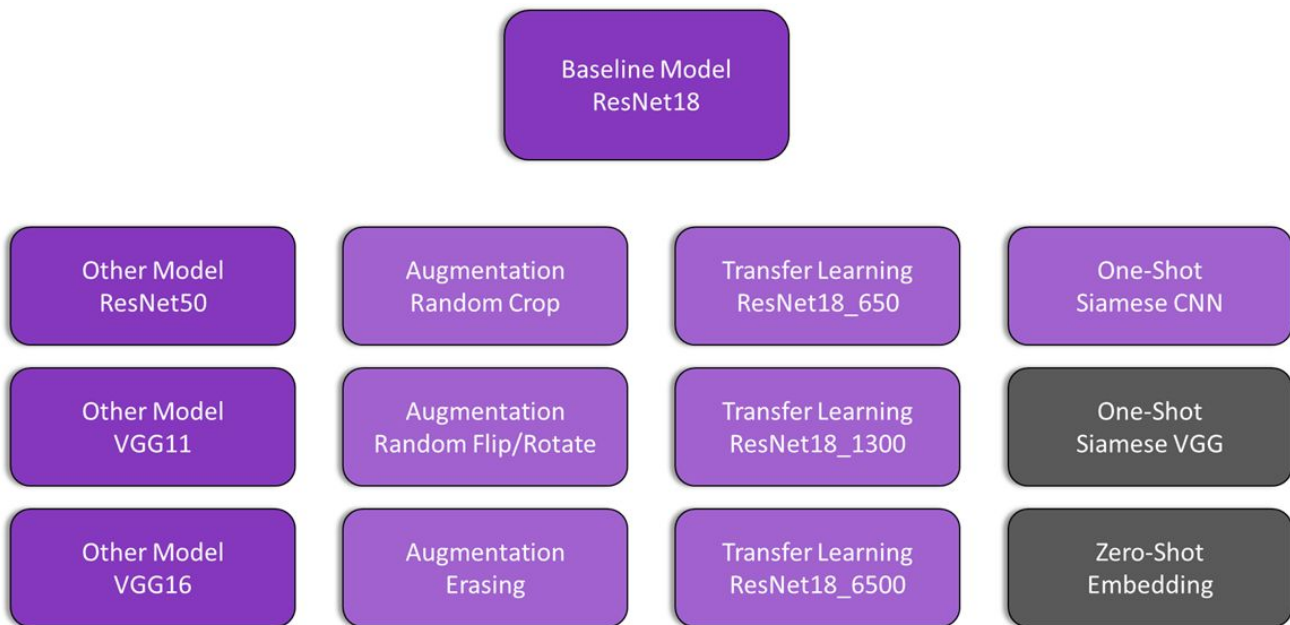 Baseline Model
ResNet18
Other Model
ResNet50
Augmentation
Random Crop
Transfer Learning
ResNet18_650
One-Shot
Siamese CNN
Other Model
VGG11
Augmentation
Random Flip/Rotate
Transfer Learning
ResNet18_1300
One-Shot
Siamese VGG
Other Model
VGG16
Augmentation
Erasing
Transfer Learning
ResNet18_6500
Zero-Shot
Embedding